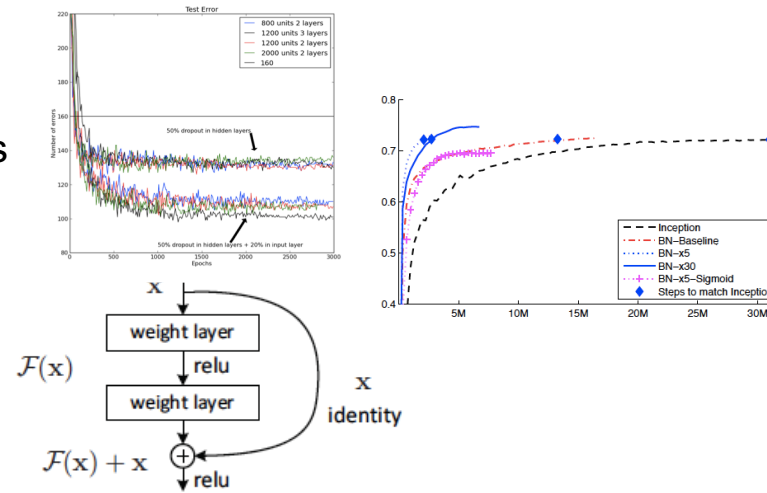 s
Test Error
220
200
180
160
140
120
100
80
Number of errors
800 units 2 layers
1200 units 3 layers
1200 units 2 layers
2000 units 2 layers
160
50% dropout in hidden layers
50% dropout in hidden layers + 20% in input layer
0 500 1000 1500 2000 2500 3000
Epochs
0.8
0.7
0.6
0.5
0.4
Inception
BN–Baseline
BN–x5
BN–x30
BN–x5–Sigmoid
Steps to match Inceptio
5M 10M 15M 20M 25M 30M
x
weight layer
relu
F(x)
weight layer
x
identity
F(x) + x
+
relu